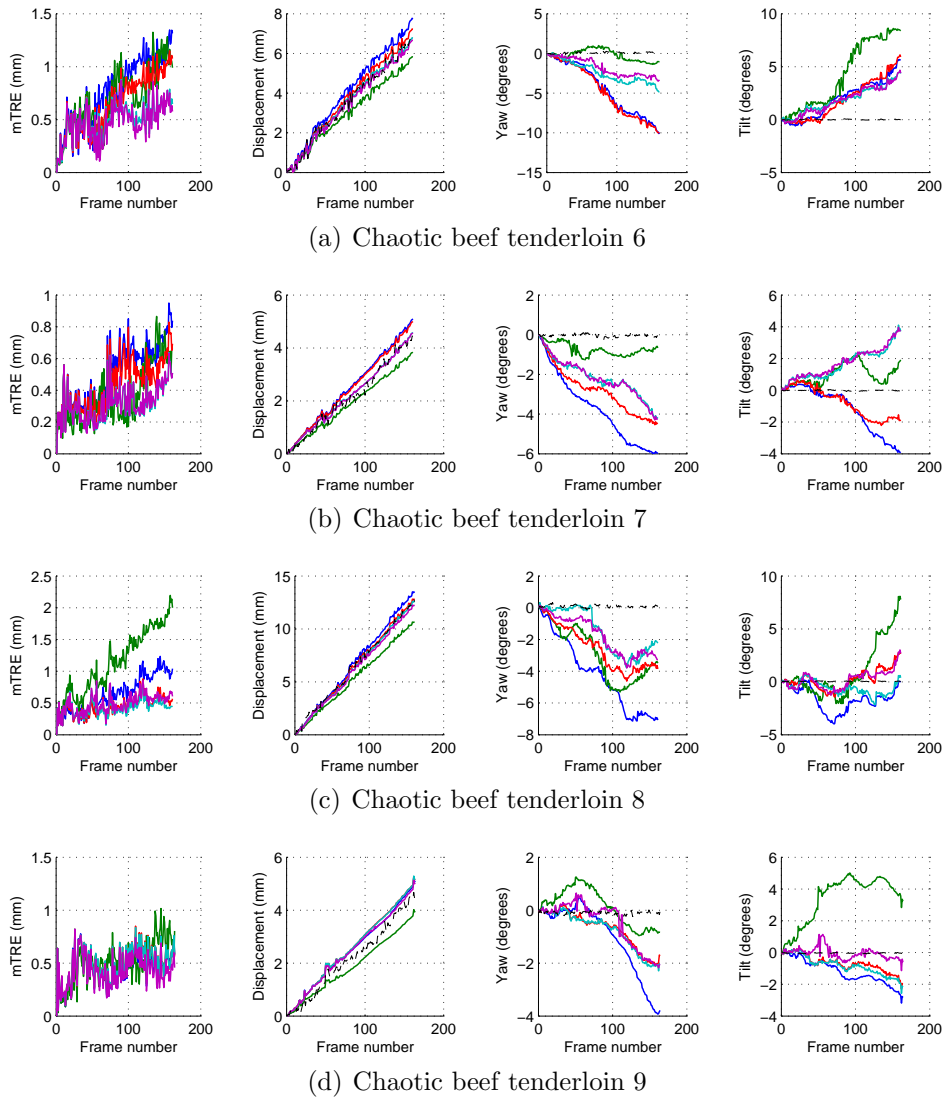 mTRE (mm)
1.5
1
0.5
0
0 100 200
Frame number
Displacement (mm)
8
6
4
2
0
0 100 200
Frame number
Yaw (degrees)
5
0
−5
−10
−15
0 100 200
Frame number
Tilt (degrees)
10
5
0
−5
0 100 200
Frame number
(a) Chaotic beef tenderloin 6
mTRE (mm)
1
0.8
0.6
0.4
0.2
0
0 100 200
Frame number
Displacement (mm)
6
4
2
0
0 100 200
Frame number
Yaw (degrees)
2
0
−2
−4
−6
0 100 200
Frame number
Tilt (degrees)
6
4
2
0
−2
−4
0 100 200
Frame number
(b) Chaotic beef tenderloin 7
mTRE (mm)
2.5
2
1.5
1
0.5
0
0 100 200
Frame number
Displacement (mm)
15
10
5
0
0 100 200
Frame number
Yaw (degrees)
2
0
−2
−4
−6
−8
0 100 200
Frame number
Tilt (degrees)
10
5
0
−5
0 100 200
Frame number
(c) Chaotic beef tenderloin 8
mTRE (mm)
1.5
1
0.5
0
0 100 200
Frame number
Displacement (mm)
6
4
2
0
0 100 200
Frame number
Yaw (degrees)
2
0
−2
−4
0 100 200
Frame number
Tilt (degrees)
6
4
2
0
−2
−4
0 100 200
Frame number
(d) Chaotic beef tenderloin 9